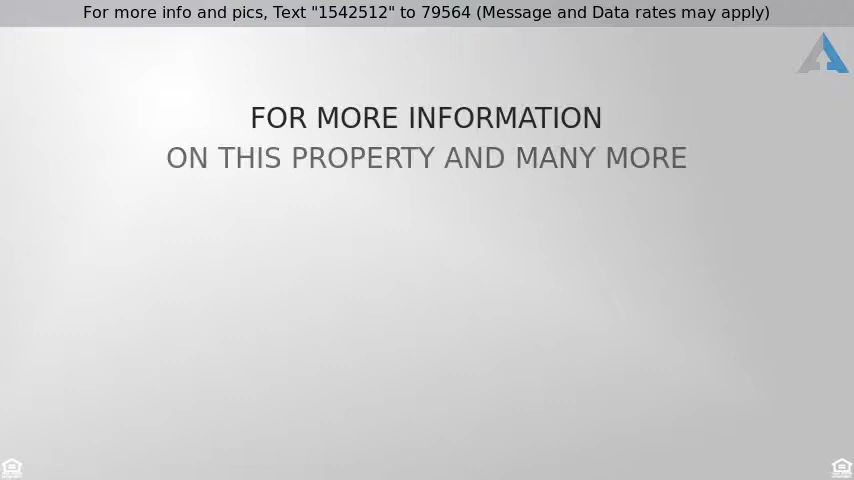 For more info and pics, Text "1542512" to 79564 (Message and Data rates may apply)
FOR MORE INFORMATION
ON THIS PROPERTY AND MANY MORE